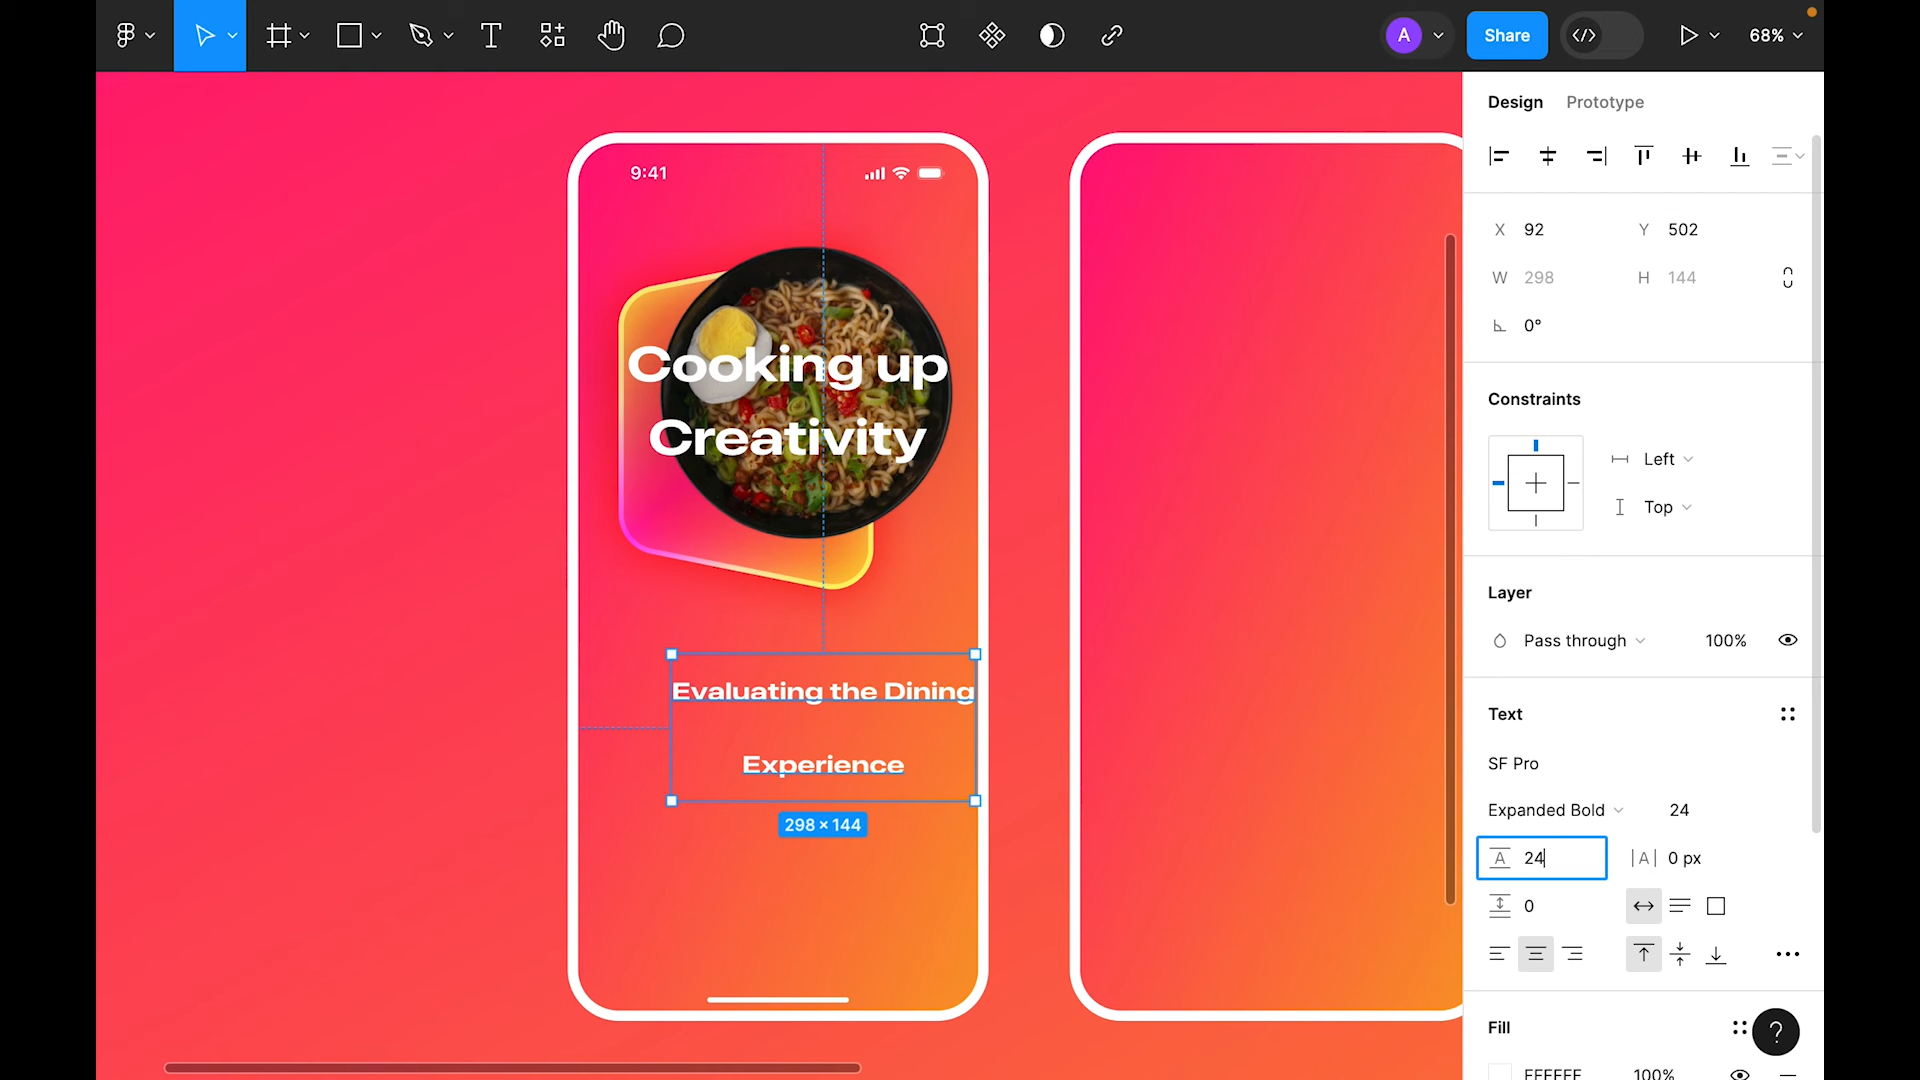 A
Share
68%
Design
Prototype
9:41
X 92
Y 502
W 298
H 144
0°
Cooking up
Creativity
Constraints
Left
Top
Layer
Pass through
100%
Evaluating the Dining
Experience
298 × 144
Text
SF Pro
Expanded Bold
24
A 24
|A| 0 px
0
Fill
?
FFFFFF
100%